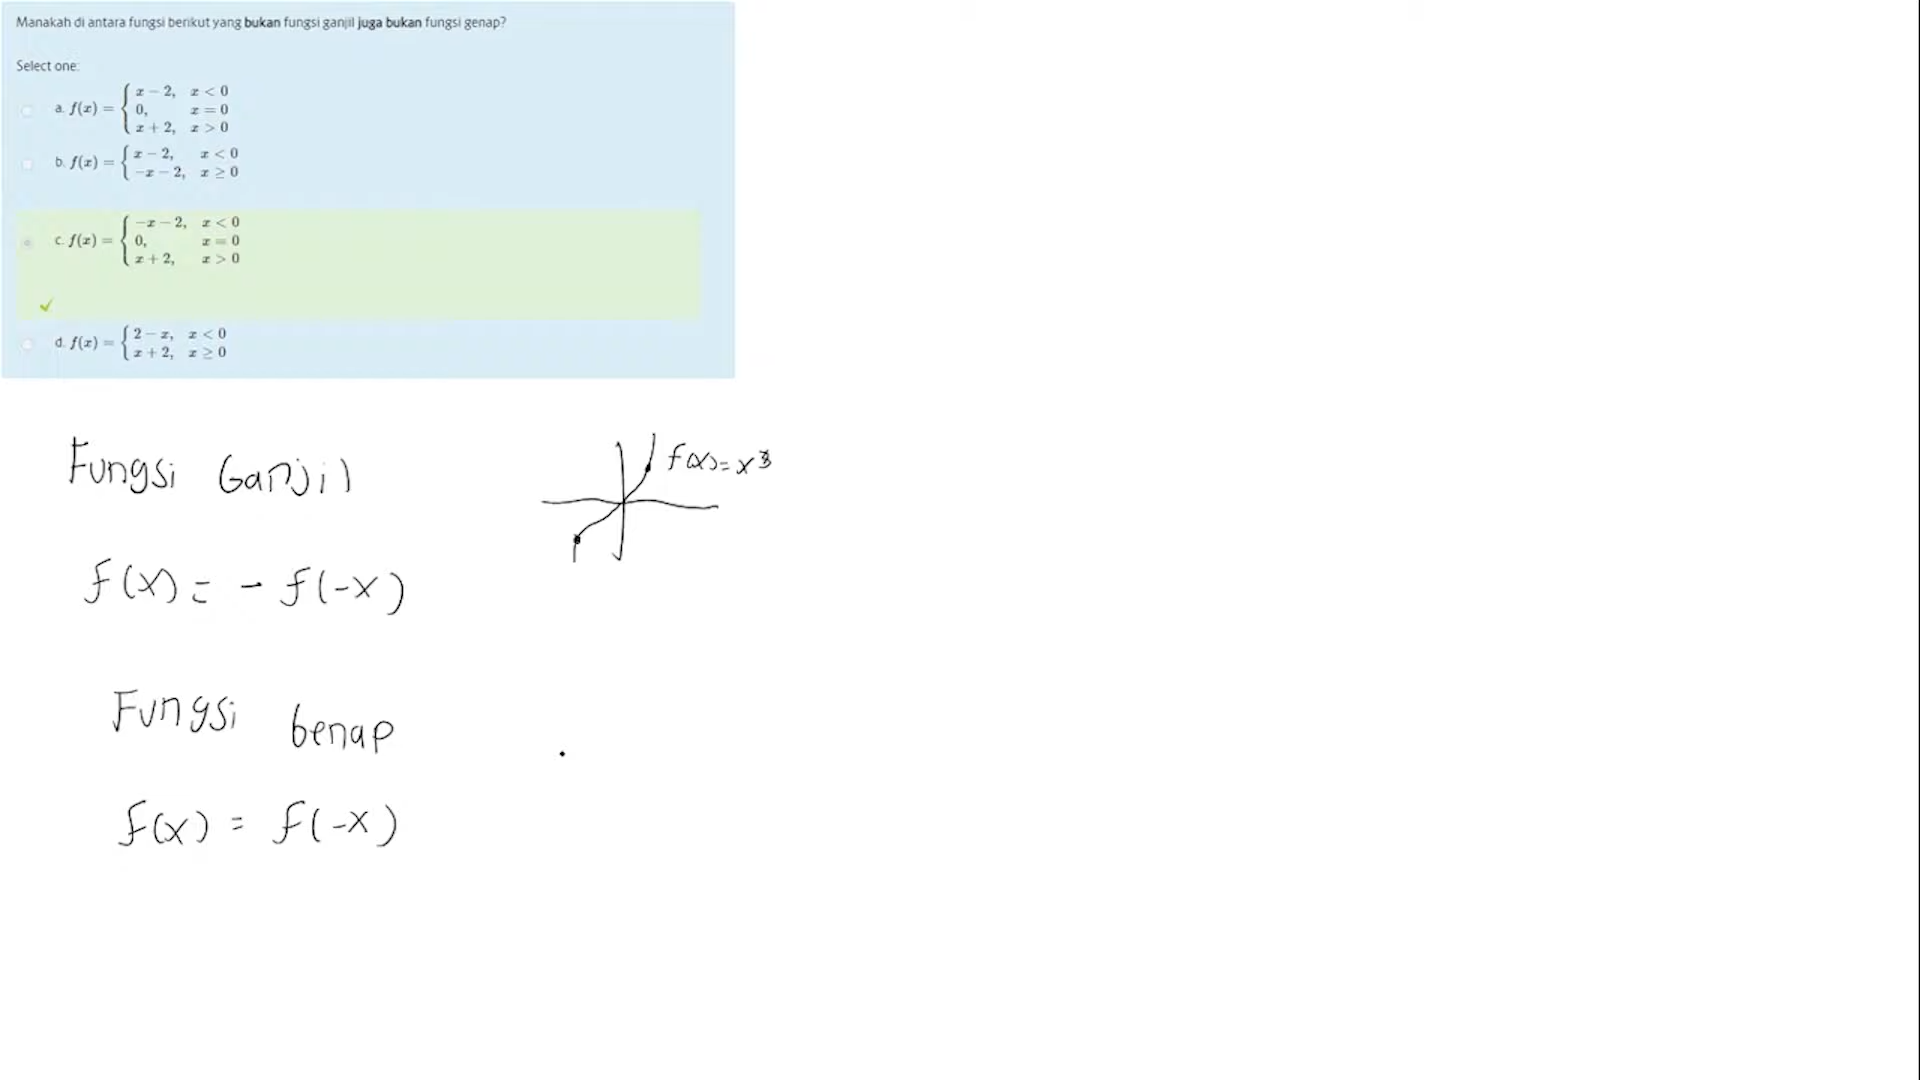 Manakah di antara fungsi berikut yang bukan fungsi ganjil juga bukan fungsi genap?
Select one:
a. f(x) = { x − 2, x < 0
0, x = 0
x + 2, x > 0
b. f(x) = { x − 2, x < 0
−x − 2, x ≥ 0
c. f(x) = { −x − 2, x < 0
0, x = 0
x + 2, x > 0
d. f(x) = { 2 − x, x < 0
x + 2, x ≥ 0
Fungsi Ganjil
f(x) = x³
f(x) = - f(-x)
Fungsi Genap
f(x) = f(-x)